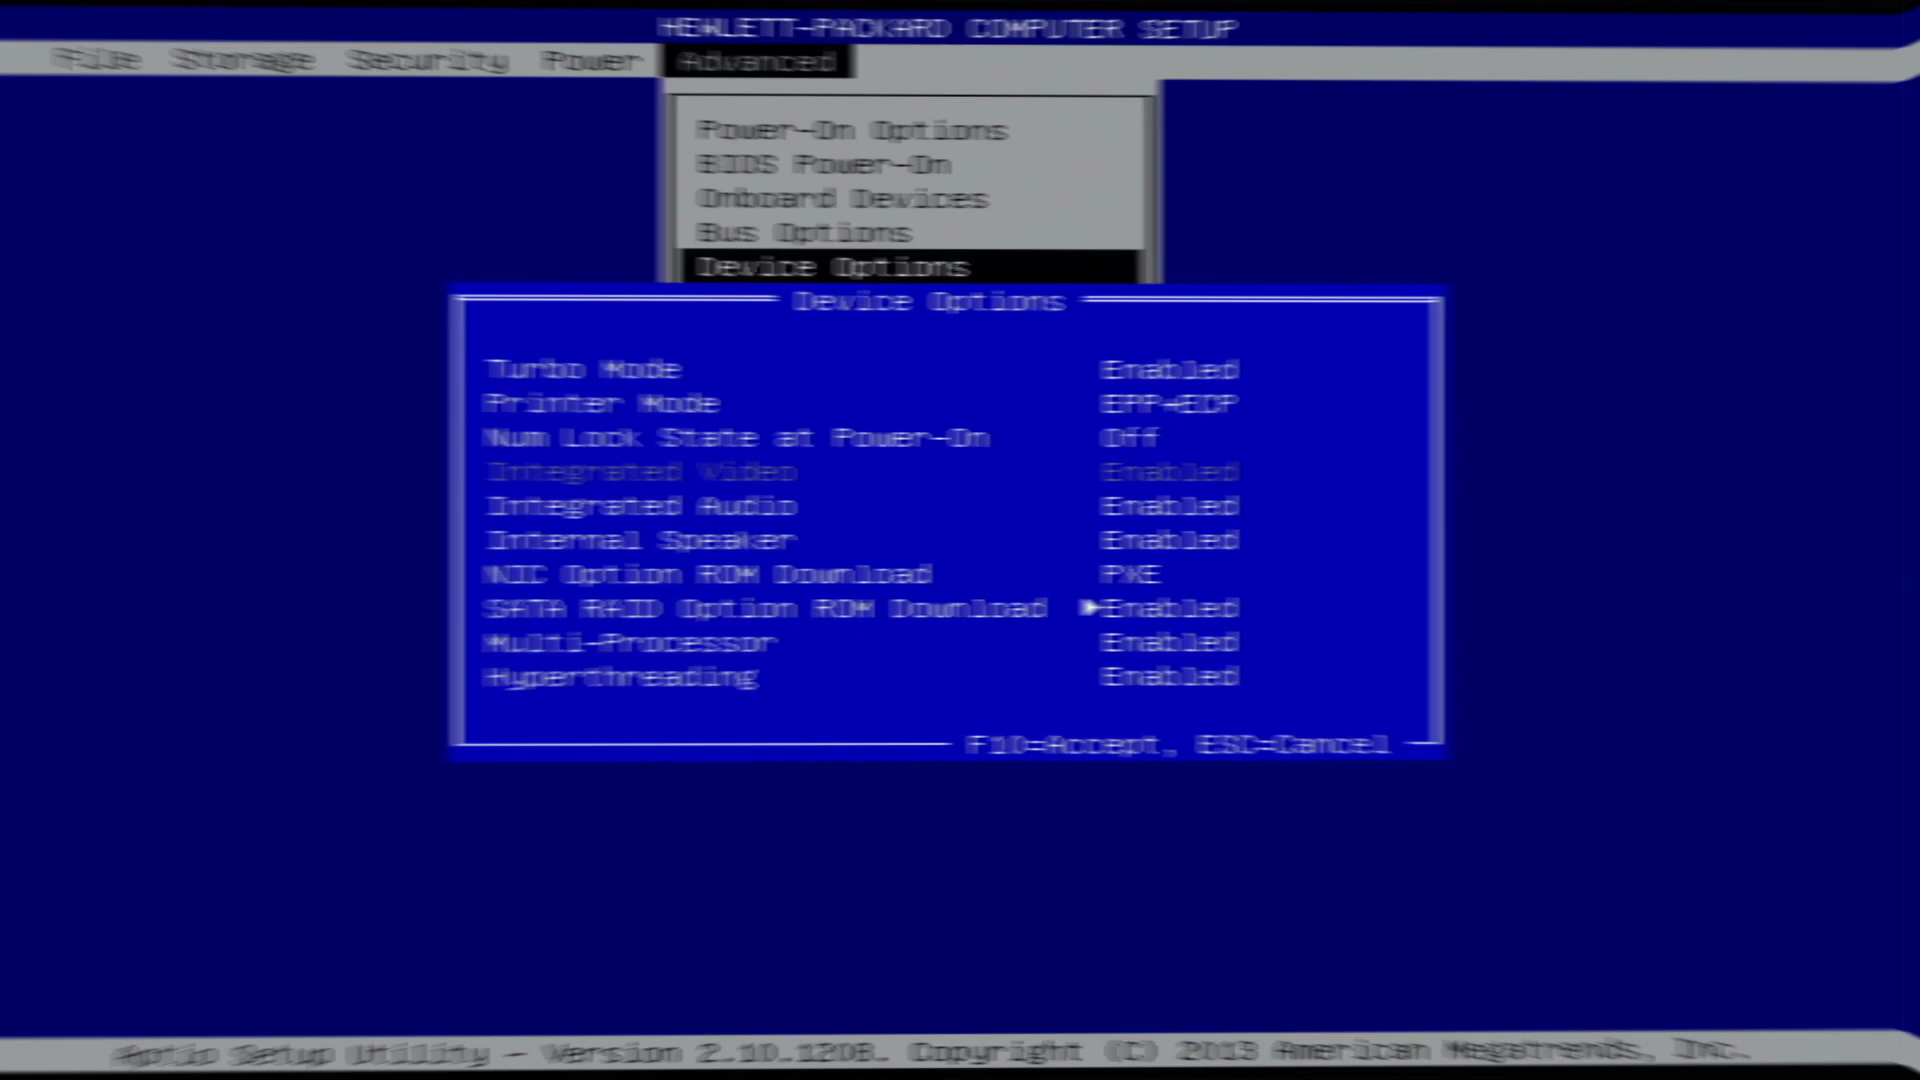 HEWLETT-PACKARD COMPUTER SETUP
File Storage Security Power Advanced
Power-On Options
BIOS Power-On
Onboard Devices
Bus Options
Device Options
Device Options
Turbo Mode Enabled
Printer Mode EPP+ECP
Num Lock State at Power-On Off
Integrated Video Enabled
Integrated Audio Enabled
Internal Speaker Enabled
NIC Option ROM Download PXE
SATA RAID Option ROM Download ►Enabled
Multi-Processor Enabled
Hyperthreading Enabled
F10=Accept, ESC=Cancel
Aptio Setup Utility - Version 2.10.1208. Copyright (C) 2013 American Megatrends, Inc.